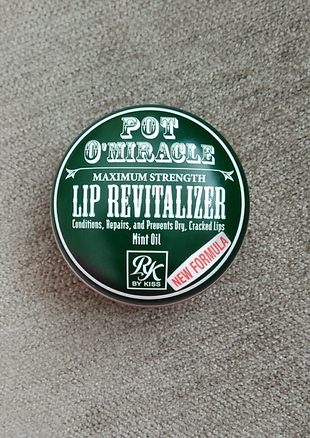 POT
O'MIRACLE
MAXIMUM STRENGTH
LIP REVITALIZER
Conditions, Repairs, and Prevents Dry, Cracked Lips
Mint Oil
RK
BY KISS
NEW FORMULA